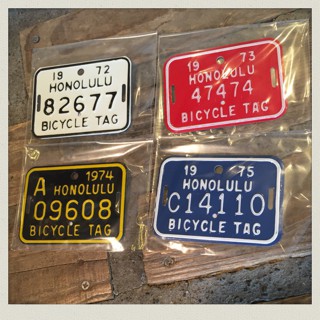 19 72
HONOLULU
82677
BICYCLE TAG
19 73
HONOLULU
47474
BICYCLE TAG
A 1974
HONOLULU
09608
BICYCLE TAG
19 75
HONOLULU
C14110
BICYCLE TAG